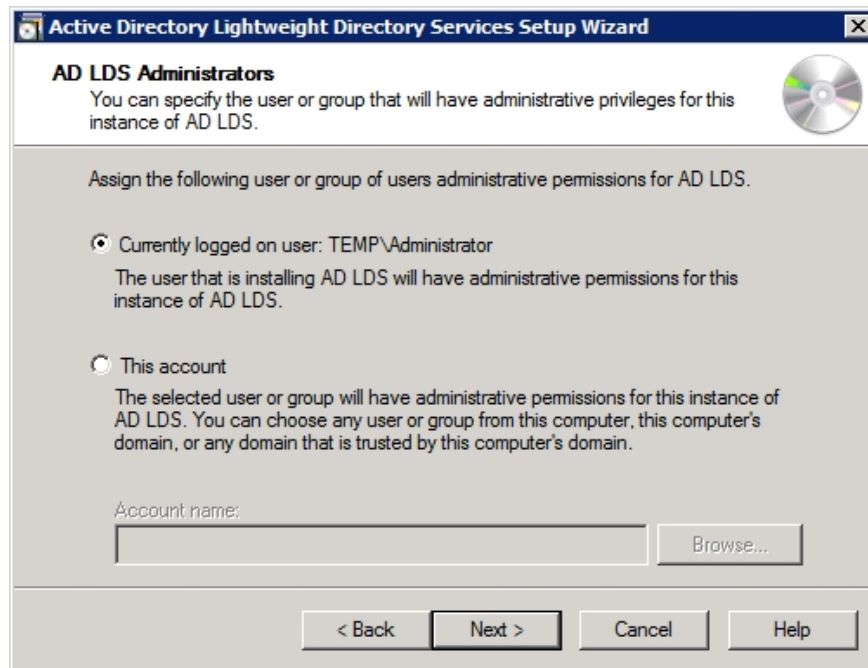 Active Directory Lightweight Directory Services Setup Wizard
AD LDS Administrators
You can specify the user or group that will have administrative privileges for this
instance of AD LDS.
Assign the following user or group of users administrative permissions for AD LDS.
Currently logged on user: TEMP\Administrator
The user that is installing AD LDS will have administrative permissions for this
instance of AD LDS.
This account
The selected user or group will have administrative permissions for this instance of
AD LDS. You can choose any user or group from this computer, this computer's
domain, or any domain that is trusted by this computer's domain.
Account name:
Browse...
< Back Next > Cancel Help